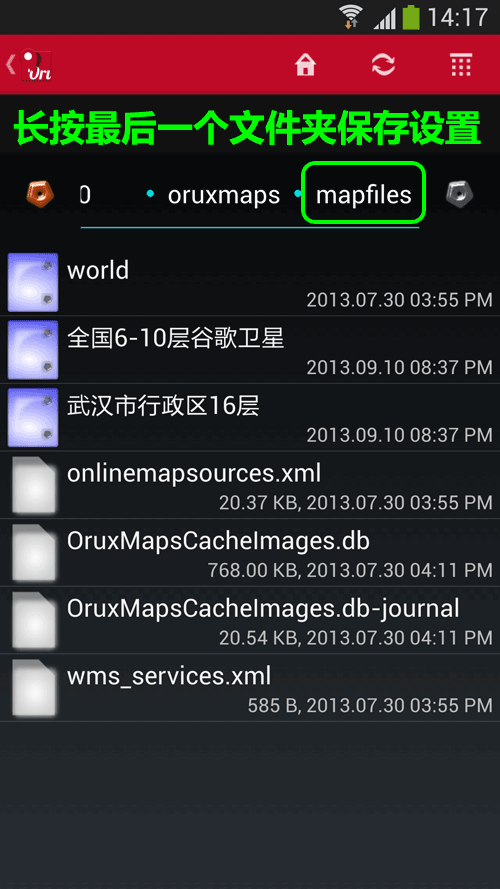 14:17
长按最后一个文件夹保存设置
0 • oruxmaps • mapfiles
world
2013.07.30 03:55 PM
全国6-10层谷歌卫星
2013.09.10 08:37 PM
武汉市行政区16层
2013.09.10 08:37 PM
onlinemapsources.xml
20.37 KB, 2013.07.30 03:55 PM
OruxMapsCacheImages.db
768.00 KB, 2013.07.30 04:11 PM
OruxMapsCacheImages.db-journal
20.54 KB, 2013.07.30 04:11 PM
wms_services.xml
585 B, 2013.07.30 03:55 PM